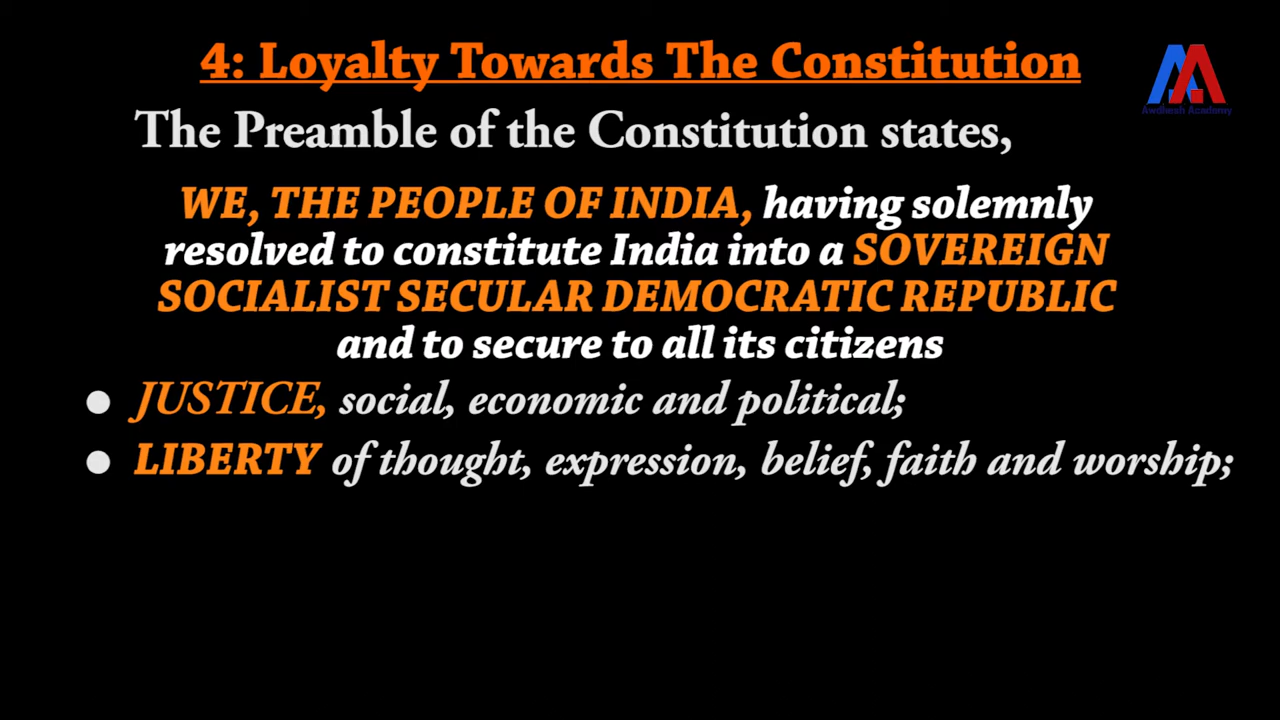 4: Loyalty Towards The Constitution
Awdhesh Academy
The Preamble of the Constitution states,
WE, THE PEOPLE OF INDIA, having solemnly
resolved to constitute India into a SOVEREIGN
SOCIALIST SECULAR DEMOCRATIC REPUBLIC
and to secure to all its citizens
● JUSTICE, social, economic and political;
● LIBERTY of thought, expression, belief, faith and worship;